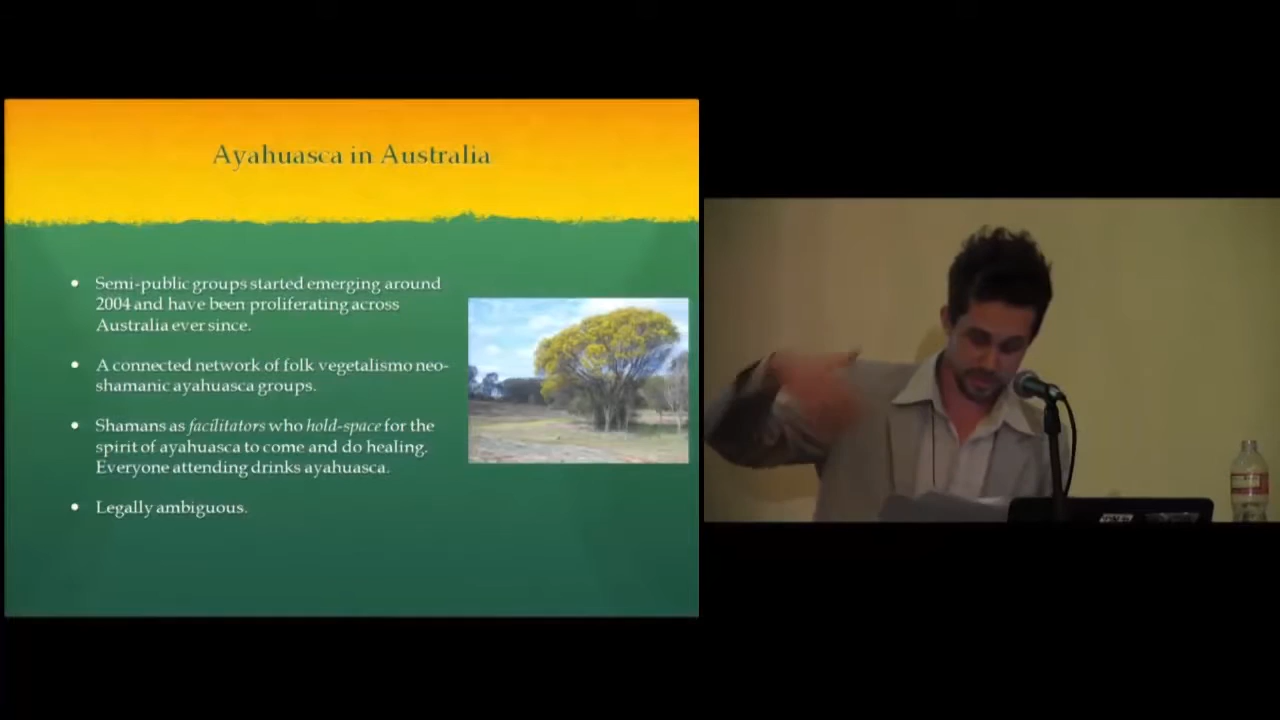 Ayahuasca in Australia
• Semi-public groups started emerging around
2004 and have been proliferating across
Australia ever since.
• A connected network of folk vegetalismo neo-
shamanic ayahuasca groups.
• Shamans as facilitators who hold-space for the
spirit of ayahuasca to come and do healing.
Everyone attending drinks ayahuasca.
• Legally ambiguous.